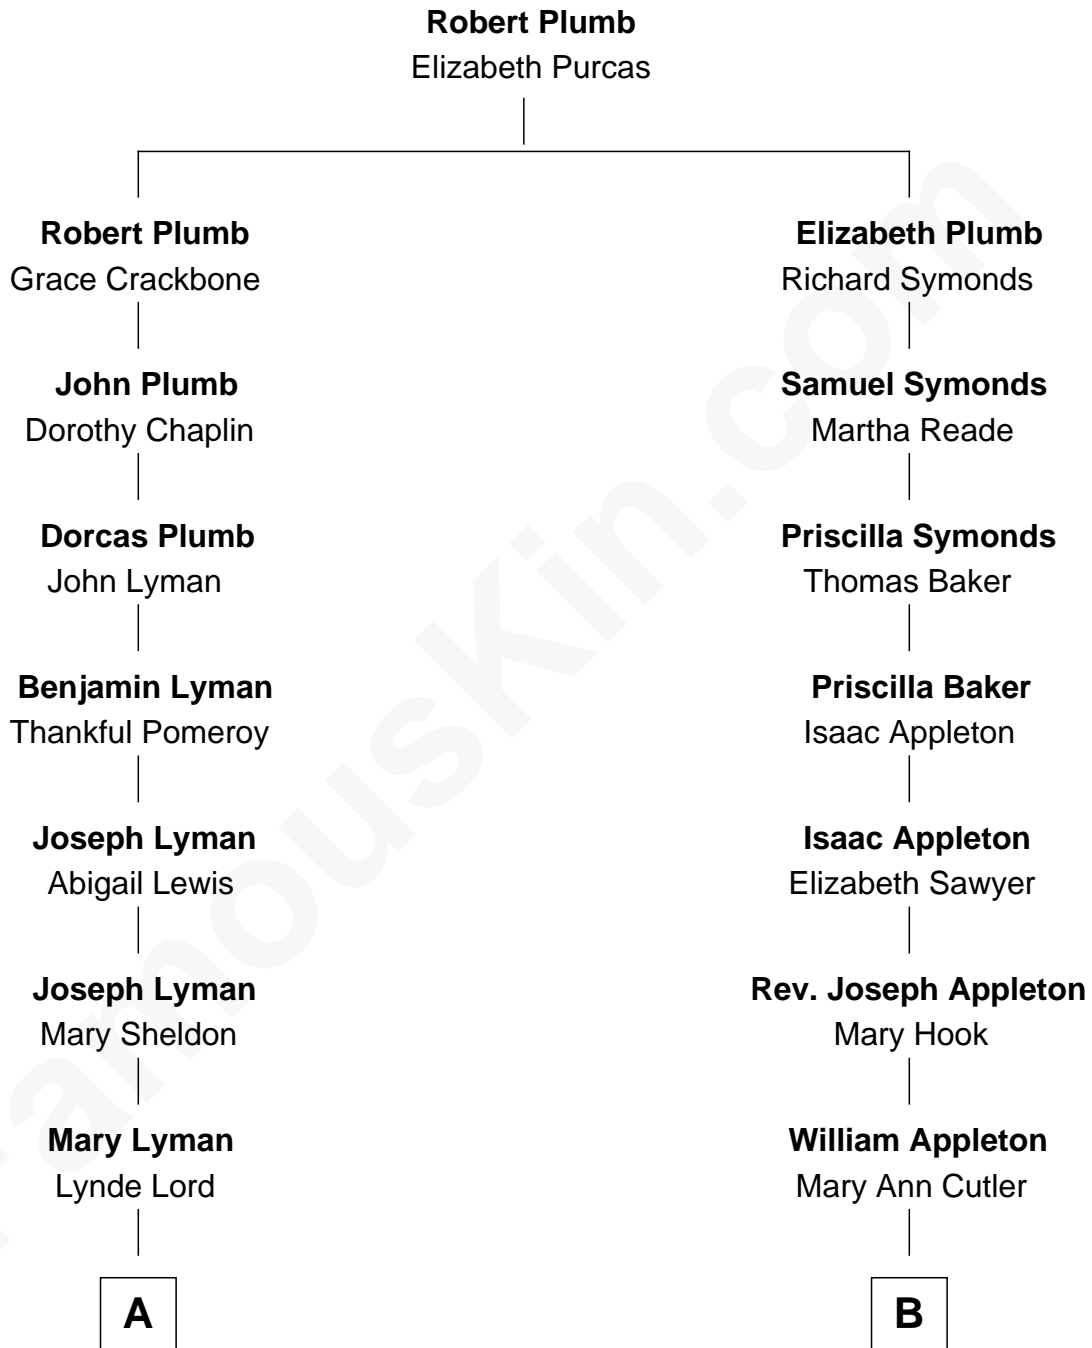 Robert Plumb
Elizabeth Purcas
Robert Plumb
Grace Crackbone
Elizabeth Plumb
Richard Symonds
John Plumb
Dorothy Chaplin
Samuel Symonds
Martha Reade
Dorcas Plumb
John Lyman
Priscilla Symonds
Thomas Baker
Benjamin Lyman
Thankful Pomeroy
Priscilla Baker
Isaac Appleton
Joseph Lyman
Abigail Lewis
Isaac Appleton
Elizabeth Sawyer
Joseph Lyman
Mary Sheldon
Rev. Joseph Appleton
Mary Hook
Mary Lyman
Lynde Lord
William Appleton
Mary Ann Cutler
A
B
FamousKin.com